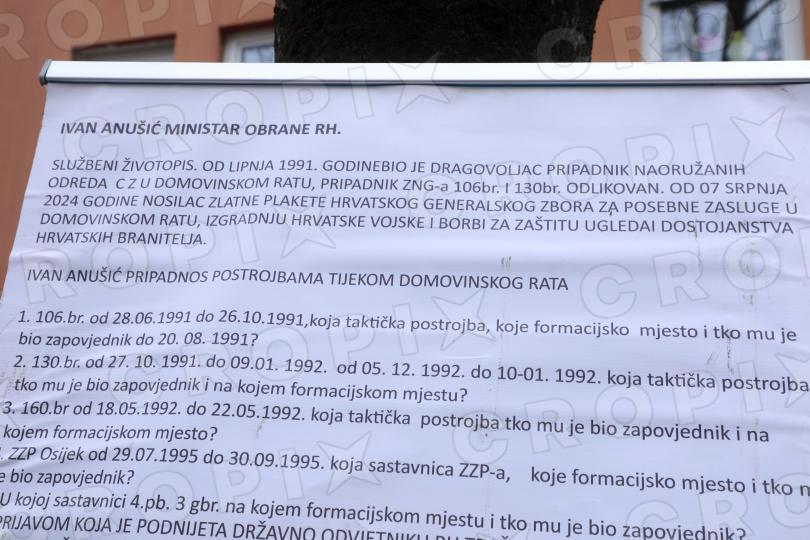 IVAN ANUŠIĆ MINISTAR OBRANE RH.
SLUŽBENI ŽIVOTOPIS. OD LIPNJA 1991. GODINEBIO JE DRAGOVOLJAC PRIPADNIK NAORUŽANIH
ODREDA C Z U DOMOVINSKOM RATU, PRIPADNIK ZNG-a 106br. I 130br. ODLIKOVAN. OD 07 SRPNJA
2024 GODINE NOSILAC ZLATNE PLAKETE HRVATSKOG GENERALSKOG ZBORA ZA POSEBNE ZASLUGE U
DOMOVINSKOM RATU, IZGRADNJU HRVATSKE VOJSKE I BORBI ZA ZAŠTITU UGLEDAI DOSTOJANSTVA
HRVATSKIH BRANITELJA.
IVAN ANUŠIĆ PRIPADNOS POSTROJBAMA TIJEKOM DOMOVINSKOG RATA
1. 106.br. od 28.06.1991 do 26.10.1991,koja taktička postrojba, koje formacijsko mjesto i tko mu je
bio zapovjednik do 20. 08. 1991?
2. 130.br. od 27. 10. 1991. do 09.01. 1992. od 05. 12. 1992. do 10-01. 1992. koja taktička postrojba
tko mu je bio zapovjednik i na kojem formacijskom mjestu?
3. 160.br od 18.05.1992. do 22.05.1992. koja taktička postrojba tko mu je bio zapovjednik i na
kojem formacijskom mjesto?
. ZZP Osijek od 29.07.1995 do 30.09.1995. koja sastavnica ZZP-a, koje formacijsko mjesto i tko m
e bio zapovjednik?
U kojoj sastavnici 4.pb. 3 gbr. na kojem formacijskom mjestu i tko mu je bio zapovjednik?
PRIJAVOM KOJA JE PODNIJETA DRŽAVNO ODVJETNIKU
CROPIX